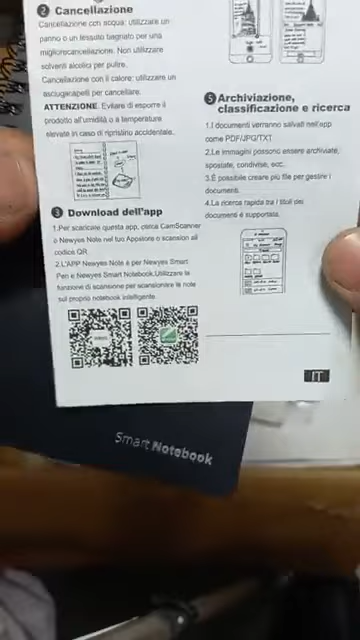 2 Cancellazione
Cancellazione con acqua: utilizzare un
panno o un tessuto bagnato per una
migliorecancellazione. Non utilizzare
solventi alcolici per pulire.
Cancellazione con il calore: utilizzare un
asciugacapelli per cancellare.
ATTENZIONE. Evitare di esporre il
prodotto all'umidità o a temperature
elevate in caso di ripristino accidentale.
3 Download dell'app
1.Per scaricare questa app, cerca CamScanner
o Newyes Note nel tuo Appstore o scansion all
codice QR.
2.L'APP Newyes Note è per Newyes Smart
Pen e Newyes Smart Notebook.Utilizzare la
funzione di scansione per scansionare le note
sul proprio notebook intelligente.
5 Archiviazione,
classificazione e ricerca
1.I documenti verranno salvati nell'app
come PDF/JPG/TXT
2.Le immagini possono essere archiviate,
spostate, condivise, ecc.
3.È possibile creare più file per gestire i
documenti.
4.La ricerca rapida tra i titoli dei
documenti è supportata.
IT
Smart Notebook